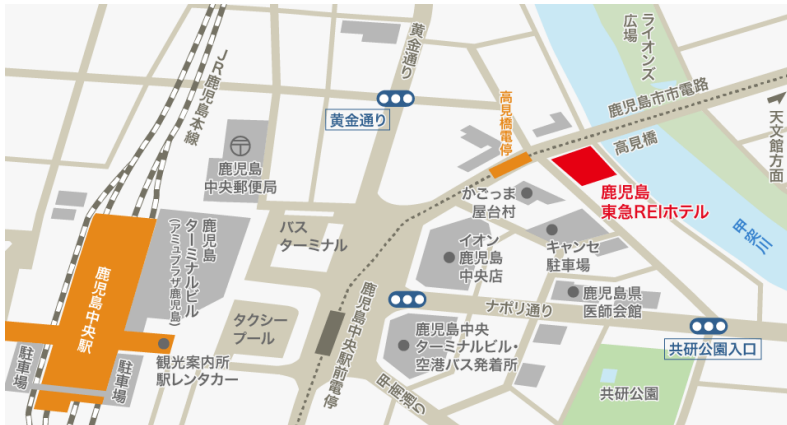 黄金通り
ライオンズ
広場
JR鹿児島本線
鹿児島市市電路
天文館方面
高見橋電停
黄金通り
高見橋
〒
鹿児島
中央郵便局
鹿児島
東急REIホテル
かごっま
屋台村
バス
ターミナル
鹿児島
ターミナルビル
(アミュプラザ鹿児島)
イオン
鹿児島
中央店
キャンセ
駐車場
甲突川
鹿児島中央駅
鹿児島中央駅前電停
鹿児島県
医師会館
ナポリ通り
タクシー
プール
鹿児島中央
ターミナルビル・
空港バス発着所
共研公園入口
観光案内所
駅レンタカー
駐車場
駐車場
甲南通り
共研公園